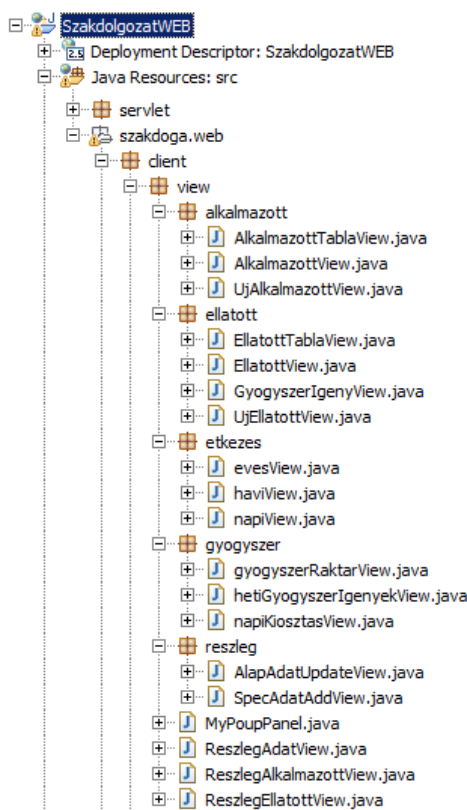 SzakdolgozatWEB
2.5 Deployment Descriptor: SzakdolgozatWEB
Java Resources: src
servlet
szakdoga.web
client
view
alkalmazott
AlkalmazottTablaView.java
AlkalmazottView.java
UjAlkalmazottView.java
ellatott
EllatottTablaView.java
EllatottView.java
GyogyszerIgenyView.java
UjEllatottView.java
etkezes
evesView.java
haviView.java
napiView.java
gyogyszer
gyogyszerRaktarView.java
hetiGyogyszerIgenyekView.java
napiKiosztasView.java
reszleg
AlapAdatUpdateView.java
SpecAdatAddView.java
MyPoupPanel.java
ReszlegAdatView.java
ReszlegAlkalmazottView.java
ReszlegEllatottView.java